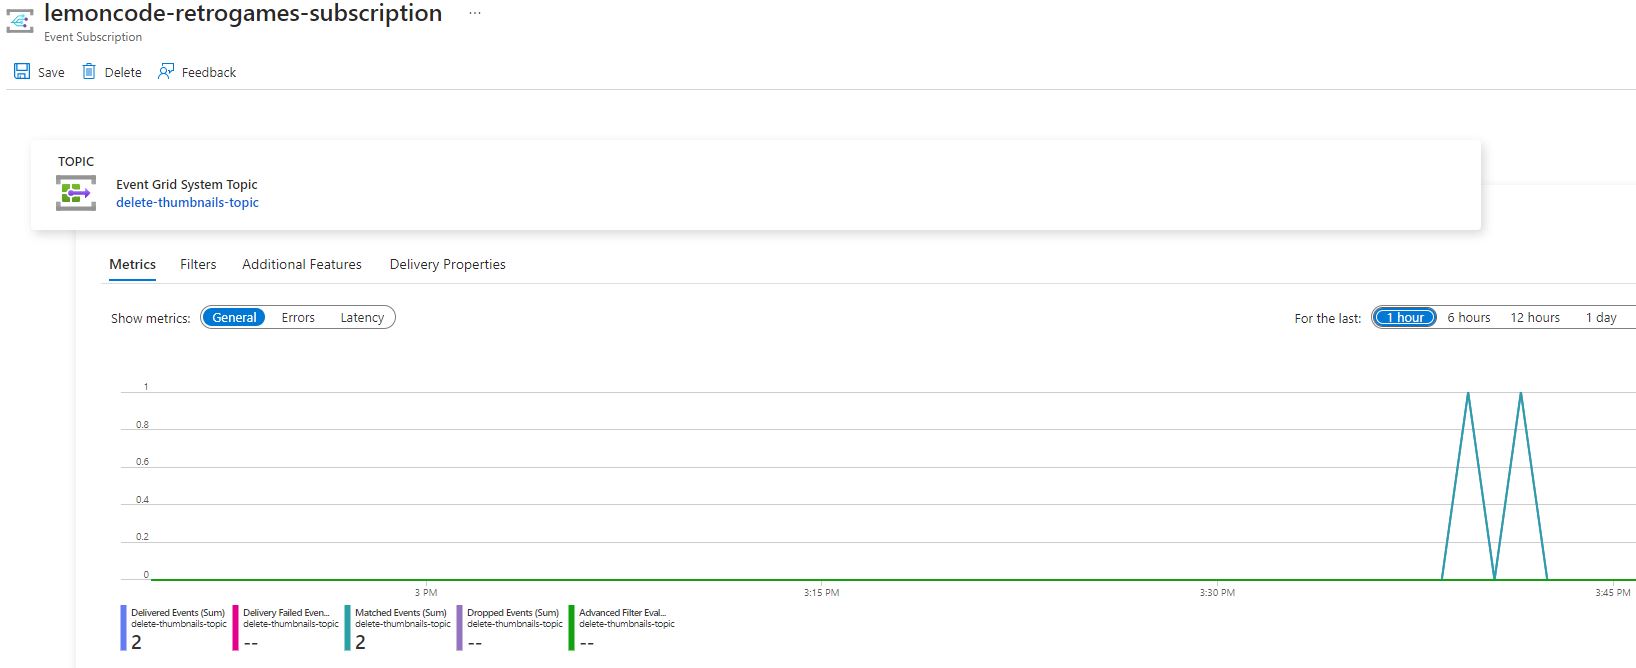 lemoncode-retrogames-subscription ...
Event Subscription
Save Delete Feedback
TOPIC
Event Grid System Topic
delete-thumbnails-topic
Metrics Filters Additional Features Delivery Properties
Show metrics: General Errors Latency For the last: 1 hour 6 hours 12 hours 1 day
1
0.8
0.6
0.4
0.2
0
3 PM 3:15 PM 3:30 PM 3:45 PM
Delivered Events (Sum) Delivery Failed Even... Matched Events (Sum) Dropped Events (Sum) Advanced Filter Eval...
delete-thumbnails-topic delete-thumbnails-topic delete-thumbnails-topic delete-thumbnails-topic delete-thumbnails-topic
2 -- 2 -- --